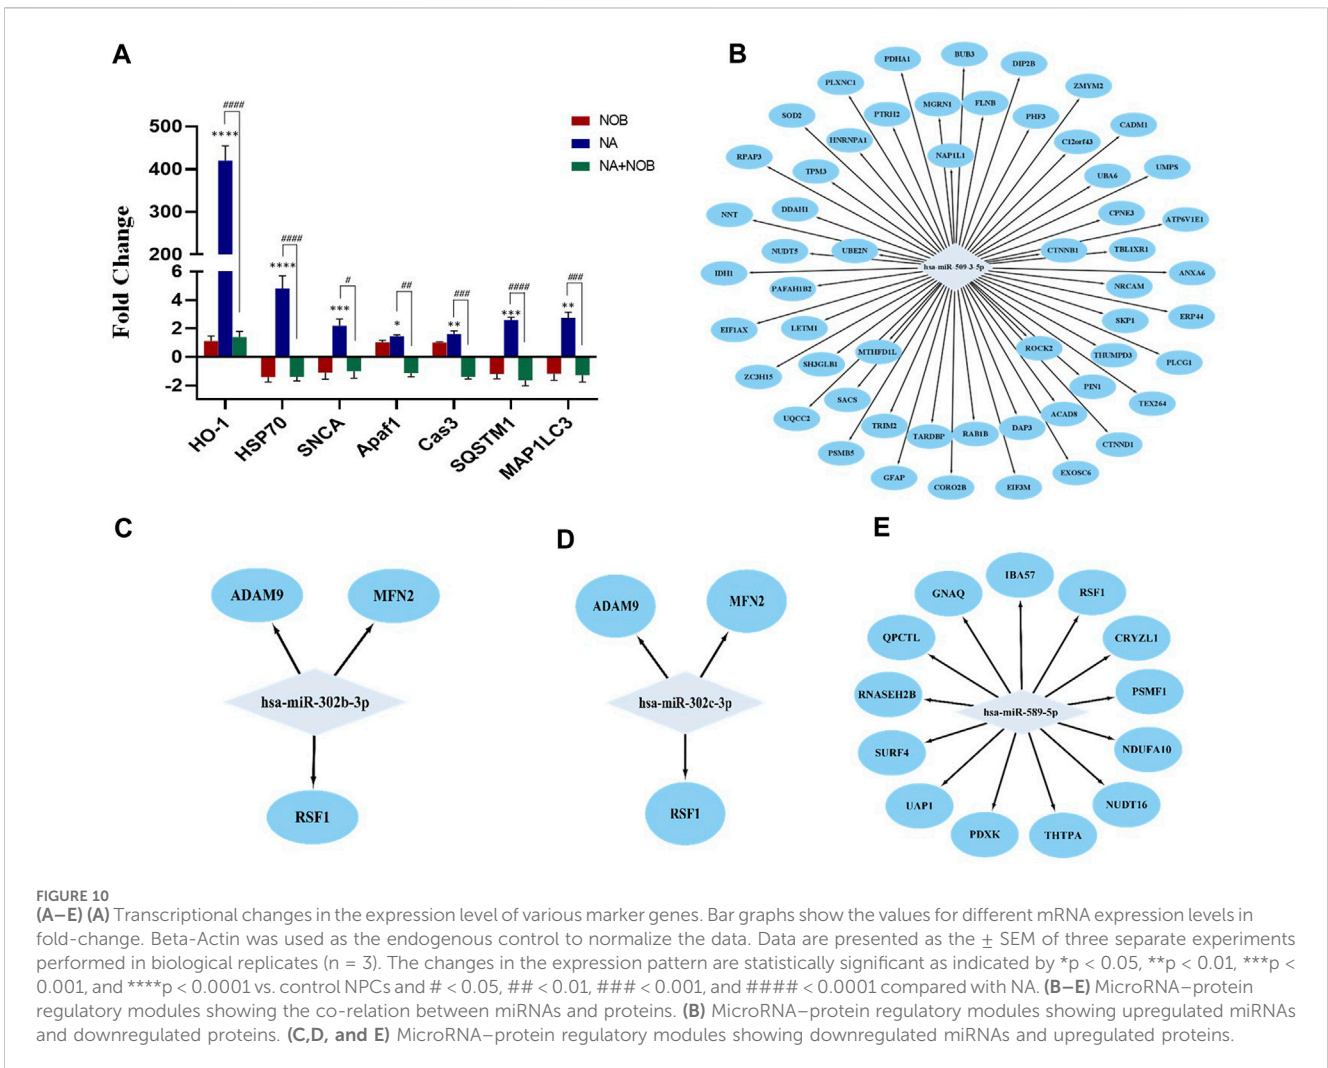 A
Fold Change
500
400
300
200
6
4
2
0
-2
####
****
####
****
#
***
##
*
###
**
####
***
###
**
NOB
NA
NA+NOB
HO-1
HSP70
SNCA
Apaf1
Cas3
SQSTM1
MAP1LC3
B
BUB3
PDHA1
DIP2B
PLXNC1
ZMYM2
MGRN1
FLNB
SOD2
PTRH2
PHF3
CADM1
HNRNPA1
C12orf43
RPAP3
NAP1L1
TPM3
UBA6
UMPS
NNT
DDAH1
CPNE3
ATP6V1E1
NUDT5
UBE2N
CTNNB1
TBL1XR1
hsa-miR-509-3-5p
IDH1
ANXA6
PAFAH1B2
NRCAM
EIF1AX
LETM1
SKP1
ERP44
MTHFD1L
ROCK2
THUMPD3
PLCG1
ZC3H15
SH3GLB1
PIN1
SACS
TEX264
UQCC2
TRIM2
TARDBP
RAB1B
DAP3
ACAD8
CTNND1
PSMB5
GFAP
CORO2B
EIF3M
EXOSC6
C
ADAM9
MFN2
hsa-miR-302b-3p
RSF1
D
ADAM9
MFN2
hsa-miR-302c-3p
RSF1
E
IBA57
GNAQ
RSF1
QPCTL
CRYZL1
RNASEH2B
PSMF1
hsa-miR-589-5p
SURF4
NDUFA10
UAP1
NUDT16
PDXK
THTPA
FIGURE 10
(A–E) (A) Transcriptional changes in the expression level of various marker genes. Bar graphs show the values for different mRNA expression levels in
fold-change. Beta-Actin was used as the endogenous control to normalize the data. Data are presented as the ± SEM of three separate experiments
performed in biological replicates (n = 3). The changes in the expression pattern are statistically significant as indicated by *p < 0.05, **p < 0.01, ***p <
0.001, and ****p < 0.0001 vs. control NPCs and # < 0.05, ## < 0.01, ### < 0.001, and #### < 0.0001 compared with NA. (B–E) MicroRNA–protein
regulatory modules showing the co-relation between miRNAs and proteins. (B) MicroRNA–protein regulatory modules showing upregulated miRNAs
and downregulated proteins. (C,D, and E) MicroRNA–protein regulatory modules showing downregulated miRNAs and upregulated proteins.